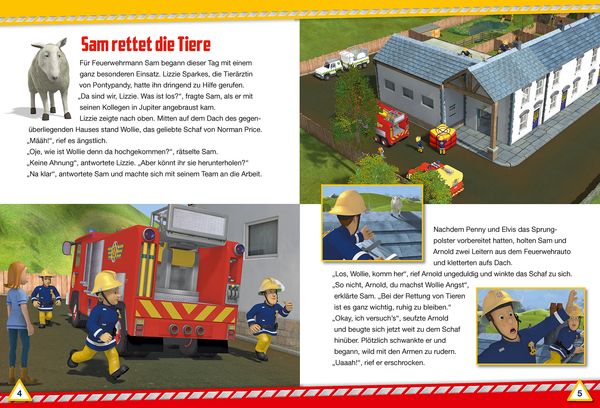 Sam rettet die Tiere
Für Feuerwehrmann Sam begann dieser Tag mit einem
ganz besonderen Einsatz. Lizzie Sparkes, die Tierärztin
von Pontypandy, hatte ihn dringend zu Hilfe gerufen.
„Da sind wir, Lizzie. Was ist los?“, fragte Sam, als er mit
seinen Kollegen in Jupiter angebraust kam.
Lizzie zeigte nach oben. Mitten auf dem Dach des gegen-
überliegenden Hauses stand Wollie, das geliebte Schaf von Norman Price.
„Määh!“, rief es ängstlich.
„Oje, wie ist Wollie denn da hochgekommen?“, rätselte Sam.
„Keine Ahnung“, antwortete Lizzie. „Aber könnt ihr sie herunterholen?“
„Na klar“, antwortete Sam und machte sich mit seinem Team an die Arbeit.
Nachdem Penny und Elvis das Sprung-
polster vorbereitet hatten, holten Sam und
Arnold zwei Leitern aus dem Feuerwehrauto
und kletterten aufs Dach.
„Los, Wollie, komm her“, rief Arnold ungeduldig und winkte das Schaf zu sich.
„So nicht, Arnold, du machst Wollie Angst“,
erklärte Sam. „Bei der Rettung von Tieren
ist es ganz wichtig, ruhig zu bleiben.“
„Okay, ich versuch’s“, seufzte Arnold
und beugte sich jetzt weit zu dem Schaf
hinüber. Plötzlich schwankte er und
begann, wild mit den Armen zu rudern.
„Uaaah!“, rief er erschrocken.
4
5